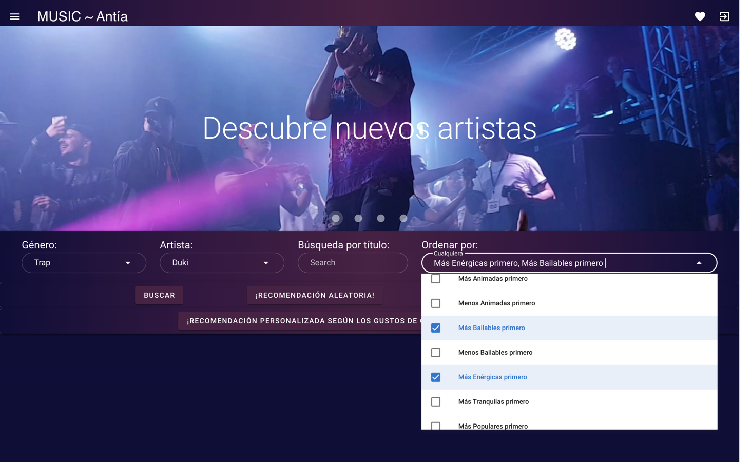 MUSIC ~ Antía
Descubre nuevos artistas
Género:
Trap
Artista:
Duki
Búsqueda por título:
Search
Ordenar por:
Cualquiera
Más Enérgicas primero, Más Bailables primero
BUSCAR
¡RECOMENDACIÓN ALEATORIA!
¡RECOMENDACIÓN PERSONALIZADA SEGÚN LOS GUSTOS DE
Más Animadas primero
Menos Animadas primero
Más Bailables primero
Menos Bailables primero
Más Enérgicas primero
Más Tranquilas primero
Más Populares primero